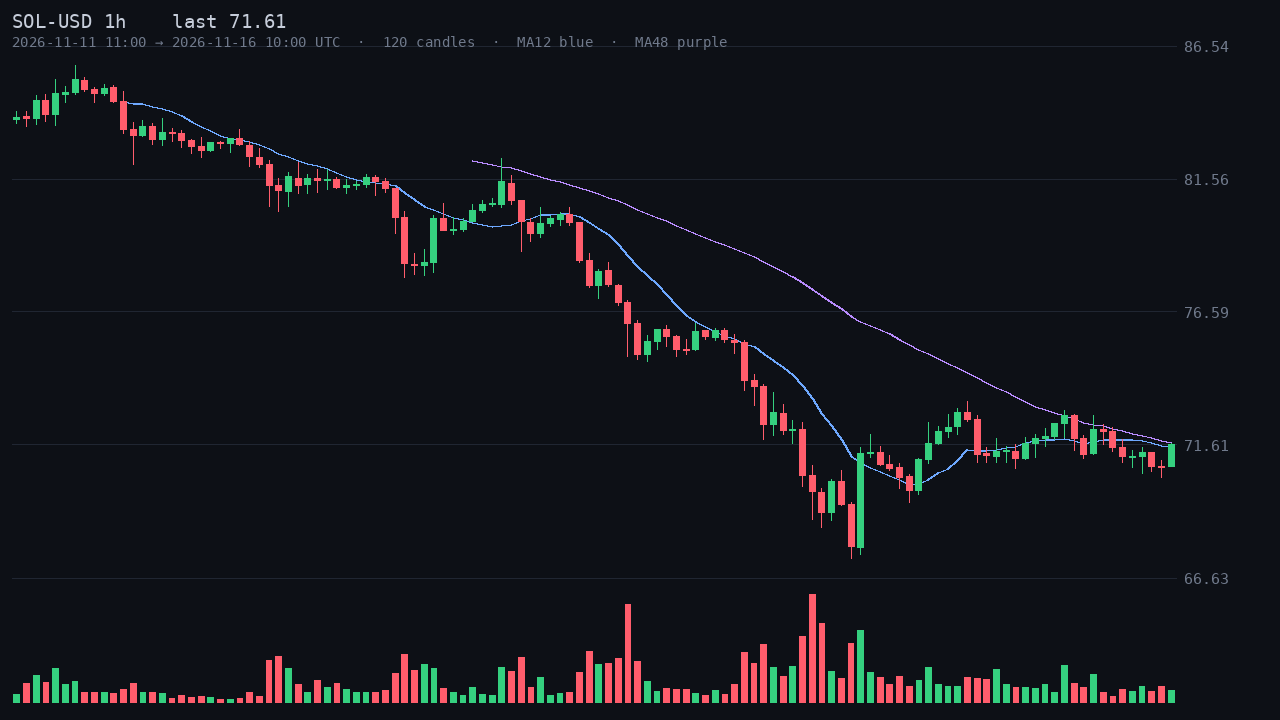 SOL-USD 1h    last 71.61
2026-11-11 11:00 → 2026-11-16 10:00 UTC  ·  120 candles  ·  MA12 blue  ·  MA48 purple
86.54
81.56
76.59
71.61
66.63